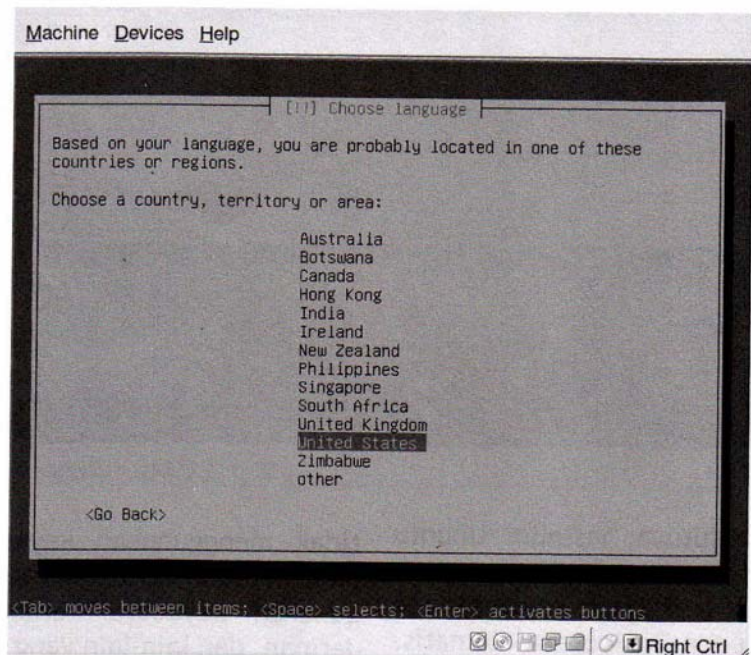 Machine Devices Help
[!!] Choose language
Based on your language, you are probably located in one of these
countries or regions.
Choose a country, territory or area:
Australia
Botswana
Canada
Hong Kong
India
Ireland
New Zealand
Philippines
Singapore
South Africa
United Kingdom
United States
Zimbabwe
other
<Go Back>
<Tab> moves between items; <Space> selects; <Enter> activates buttons
Right Ctrl